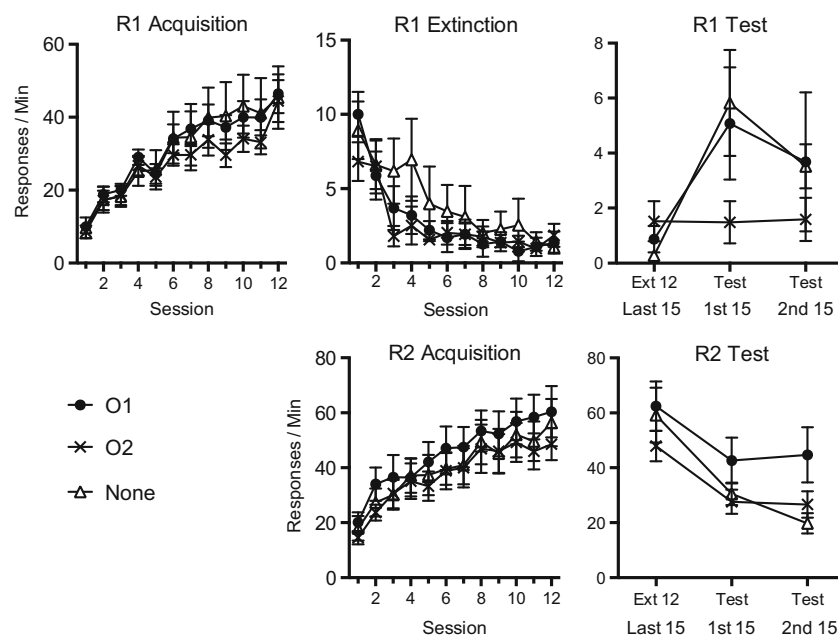 R1 Acquisition
R1 Extinction
R1 Test
Responses / Min
60
40
20
0
2 4 6 8 10 12
Session
15
10
5
0
2 4 6 8 10 12
Session
8
6
4
2
0
Ext 12 Test Test
Last 15 1st 15 2nd 15
R2 Acquisition
R2 Test
O1
O2
None
Responses / Min
80
60
40
20
0
2 4 6 8 10 12
Session
80
60
40
20
0
Ext 12 Test Test
Last 15 1st 15 2nd 15